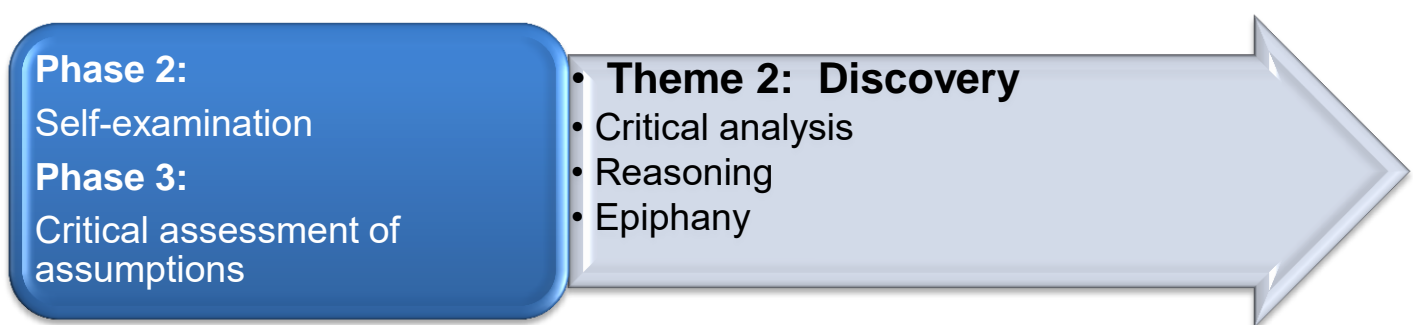 Phase 2:
Self-examination
Phase 3:
Critical assessment of
assumptions
• Theme 2:  Discovery
• Critical analysis
• Reasoning
• Epiphany